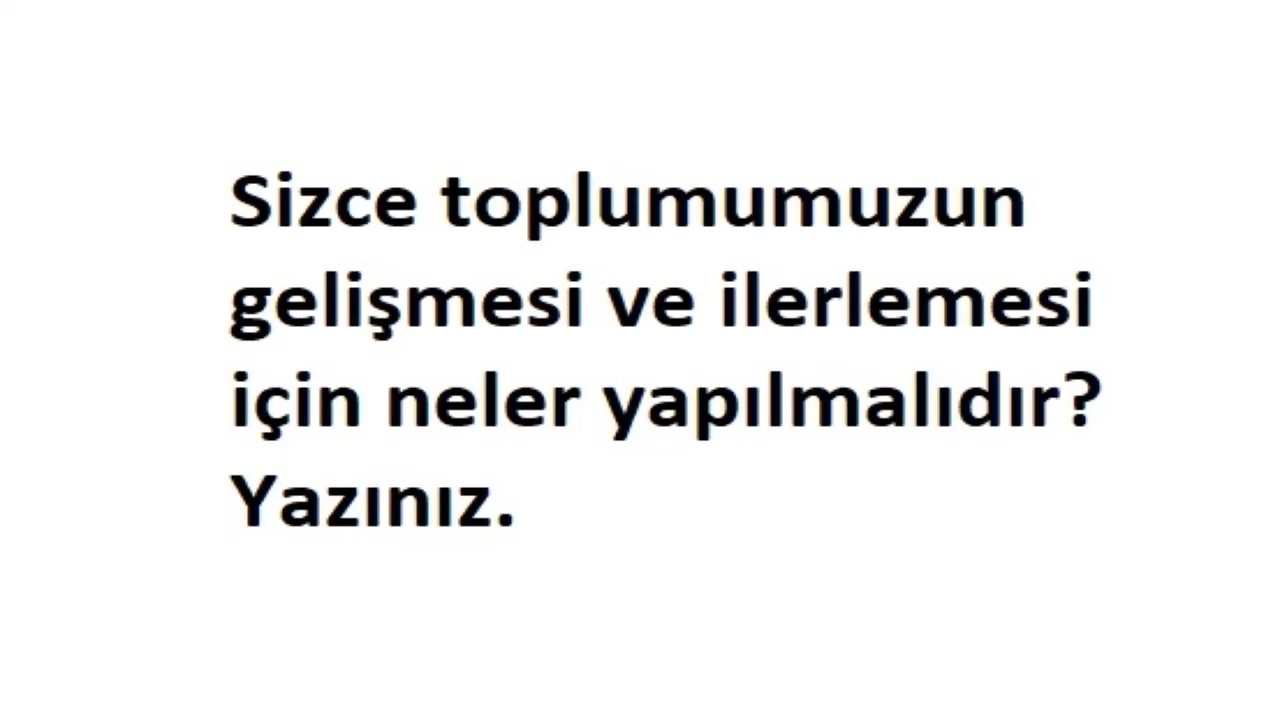 Sizce toplumumuzun
gelişmesi ve ilerlemesi
için neler yapılmalıdır?
Yazınız.